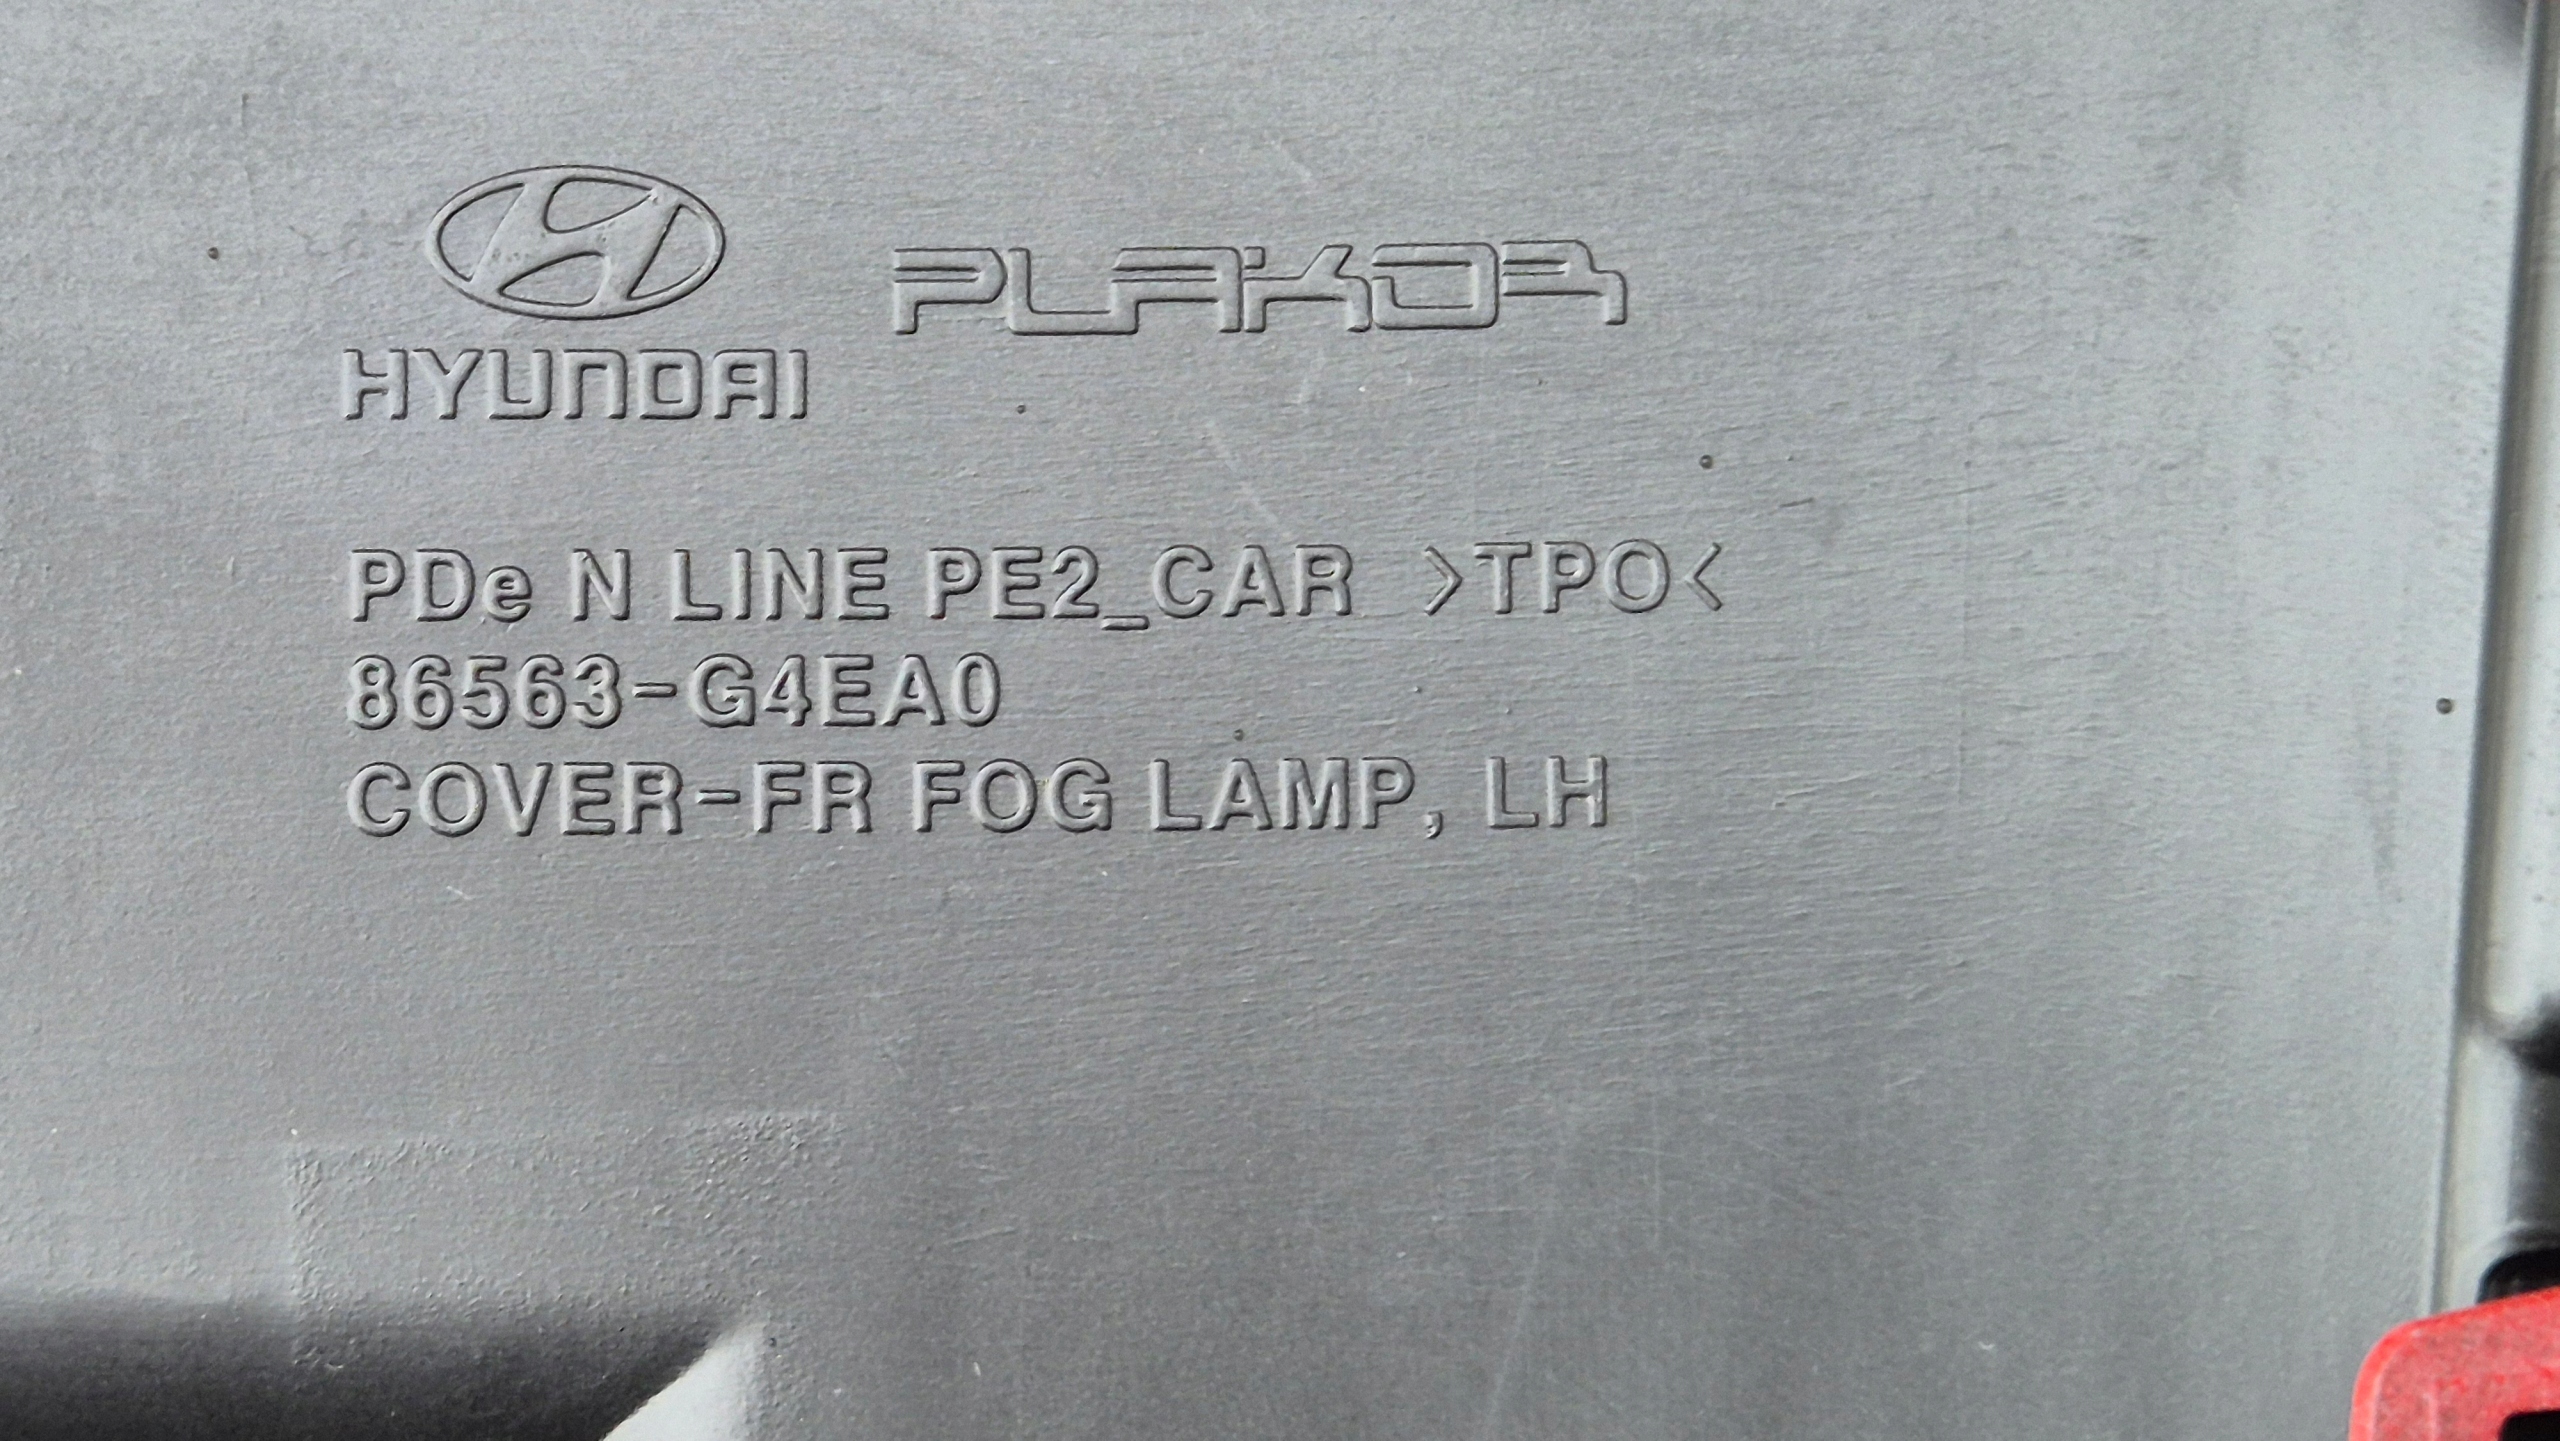 HYUNDAI
PLAKOR
PDe N LINE PE2_CAR >TPO<
86563-G4EA0
COVER-FR FOG LAMP, LH